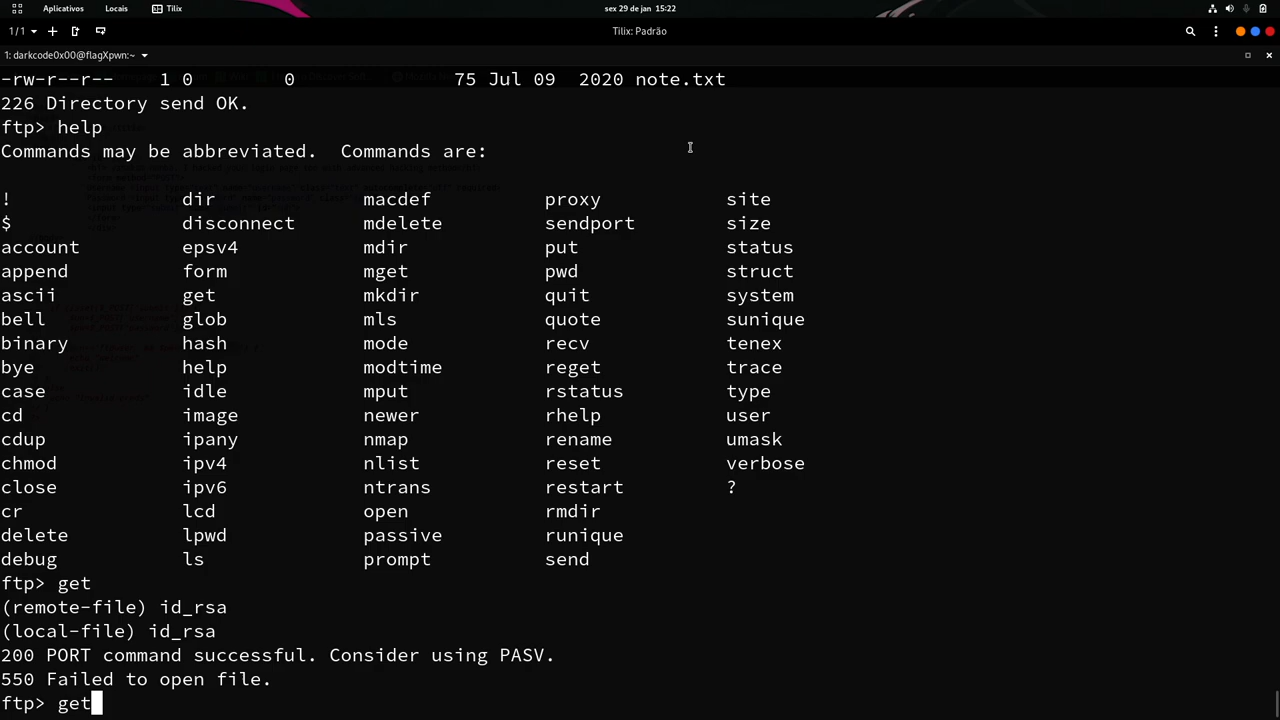 Aplicativos Locais Tilix sex 29 de jan 15:22
1/1 Tilix: Padrão
1: darkcode0x00@flagXpwn:~
-rw-r--r-- 1 0 0 75 Jul 09 2020 note.txt
226 Directory send OK.
ftp> help
Commands may be abbreviated. Commands are:
! dir macdef proxy site
$ disconnect mdelete sendport size
account epsv4 mdir put status
append form mget pwd struct
ascii get mkdir quit system
bell glob mls quote sunique
binary hash mode recv tenex
bye help modtime reget trace
case idle mput rstatus type
cd image newer rhelp user
cdup ipany nmap rename umask
chmod ipv4 nlist reset verbose
close ipv6 ntrans restart ?
cr lcd open rmdir
delete lpwd passive runique
debug ls prompt send
ftp> get
(remote-file) id_rsa
(local-file) id_rsa
200 PORT command successful. Consider using PASV.
550 Failed to open file.
ftp> get